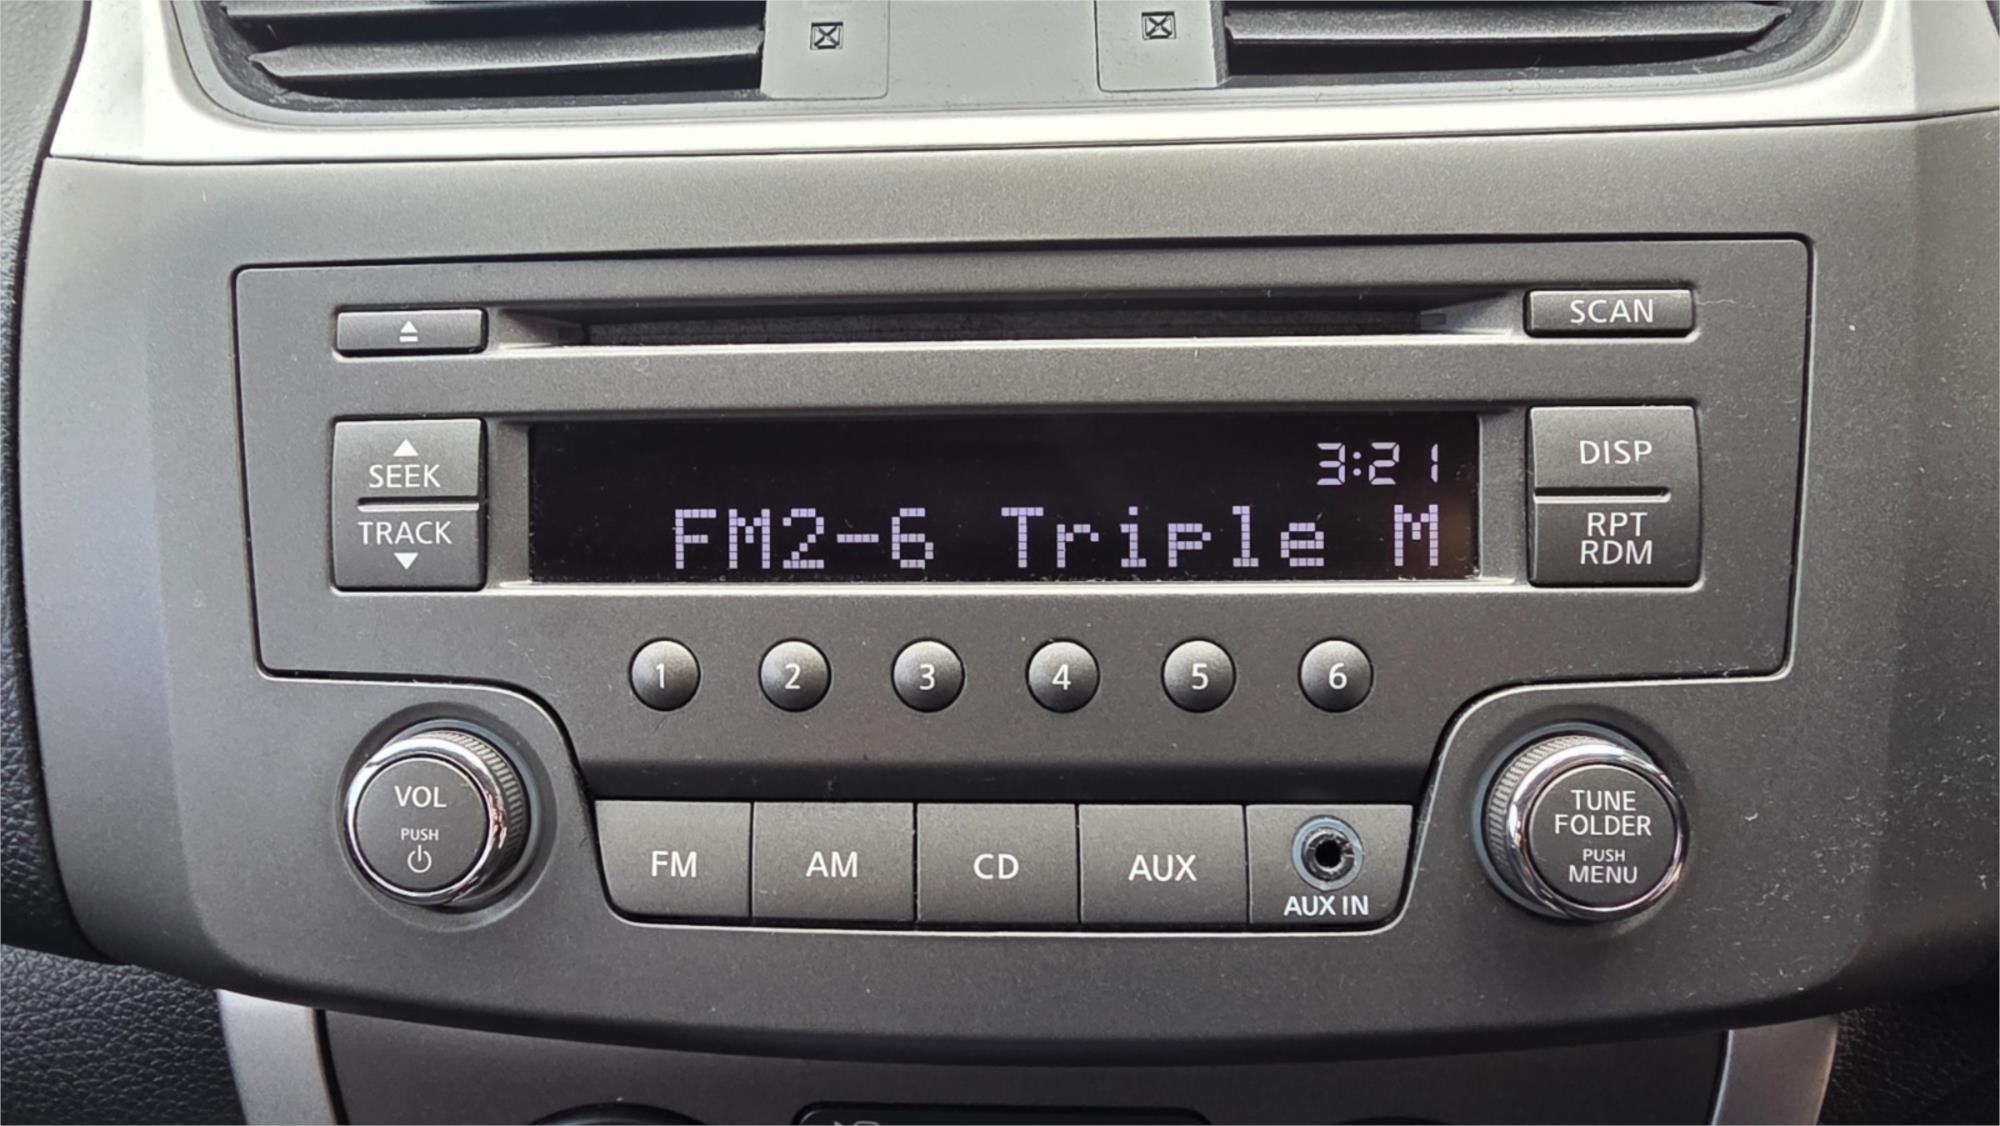 SCAN
3:21
FM2-6 Triple M
SEEK
TRACK
DISP
RPT
RDM
1 2 3 4 5 6
VOL
PUSH
FM AM CD AUX
AUX IN
TUNE
FOLDER
PUSH
MENU